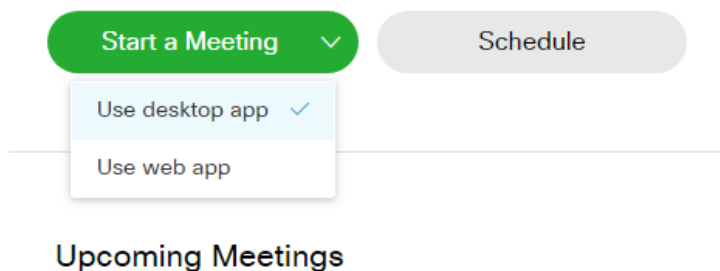 Start a Meeting
Schedule
Use desktop app
Use web app
Upcoming Meetings